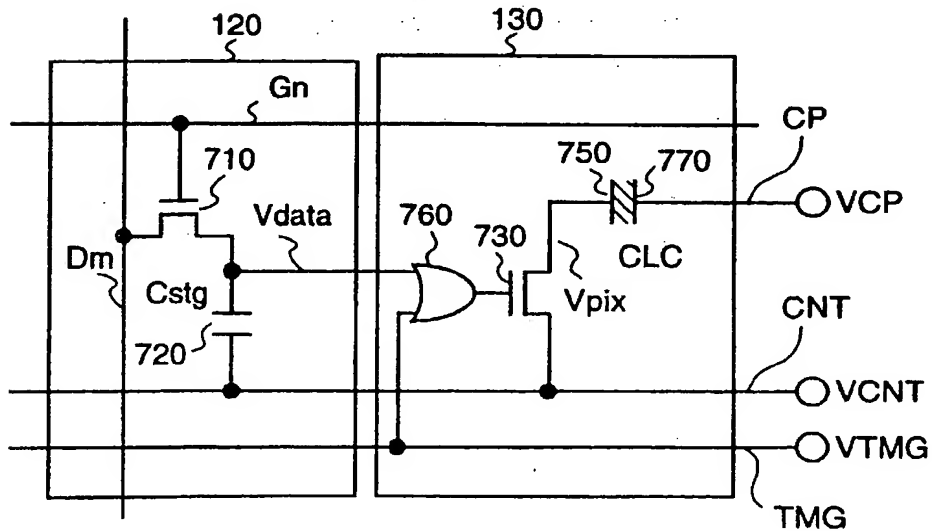 120
130
Gn
CP
710
750
770
Vdata
760
VCP
730
Dm
CLC
Cstg
Vpix
CNT
720
VCNT
VTMG
TMG